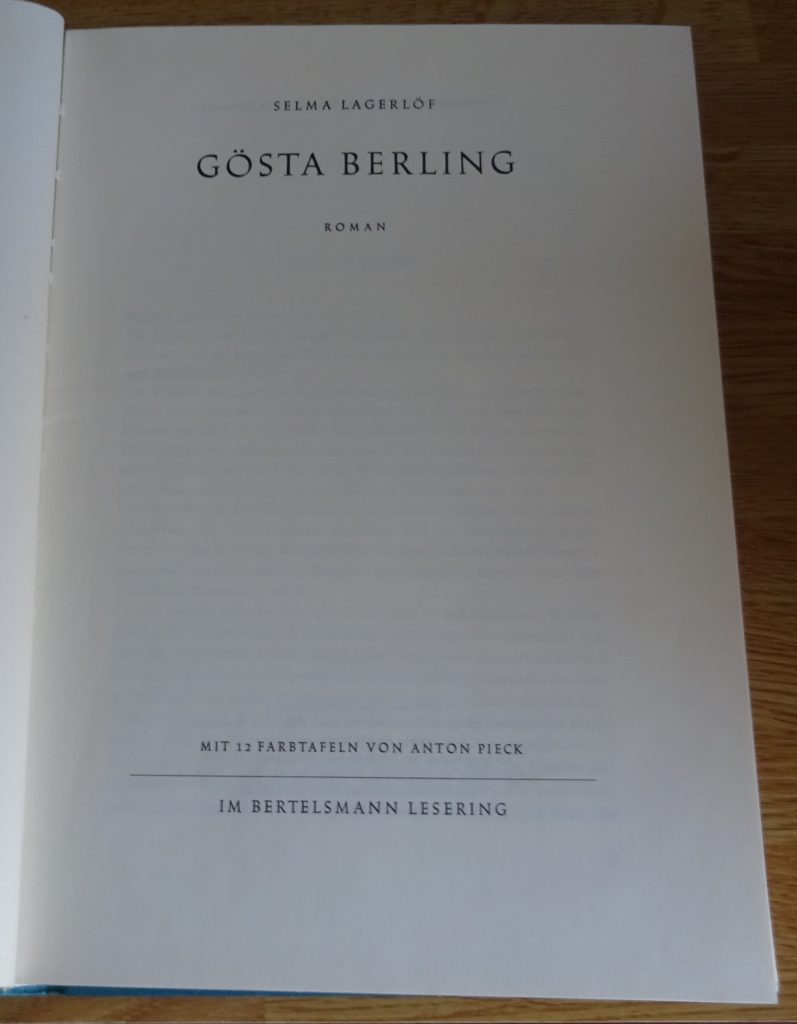 SELMA LAGERLÖF
GÖSTA BERLING
ROMAN
MIT 12 FARBTAFELN VON ANTON PIECK
IM BERTELSMANN LESERING